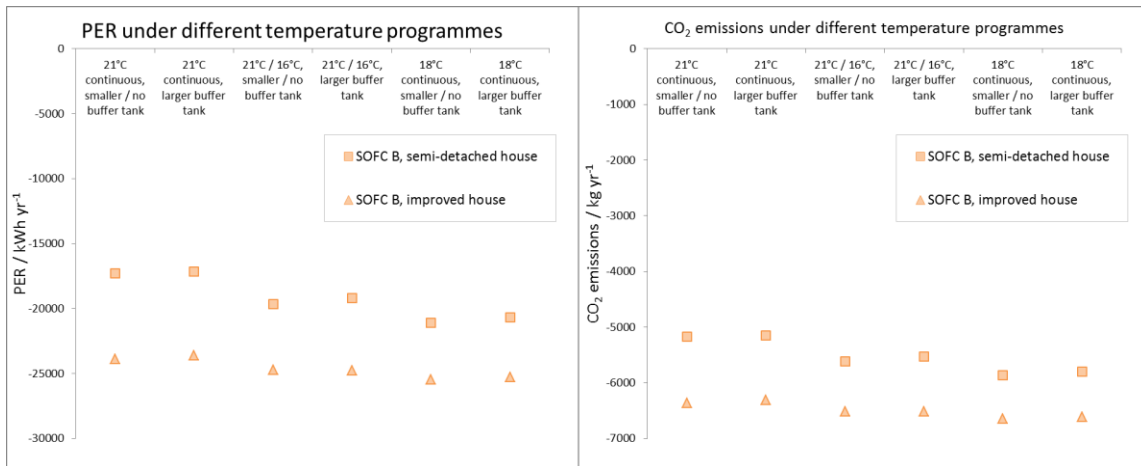 PER under different temperature programmes
0
-5000
-10000
-15000
-20000
-25000
-30000
PER / kWh yr⁻¹
21°C
continuous,
smaller / no
buffer tank
21°C
continuous,
larger buffer
tank
21°C / 16°C,
smaller / no
buffer tank
21°C / 16°C,
larger buffer
tank
18°C
continuous,
smaller / no
buffer tank
18°C
continuous,
larger buffer
tank
SOFC B, semi-detached house
SOFC B, improved house
CO₂ emissions under different temperature programmes
0
-1000
-2000
-3000
-4000
-5000
-6000
-7000
CO₂ emissions / kg yr⁻¹
21°C
continuous,
smaller / no
buffer tank
21°C
continuous,
larger buffer
tank
21°C / 16°C,
smaller / no
buffer tank
21°C / 16°C,
larger buffer
tank
18°C
continuous,
smaller / no
buffer tank
18°C
continuous,
larger buffer
tank
SOFC B, semi-detached house
SOFC B, improved house